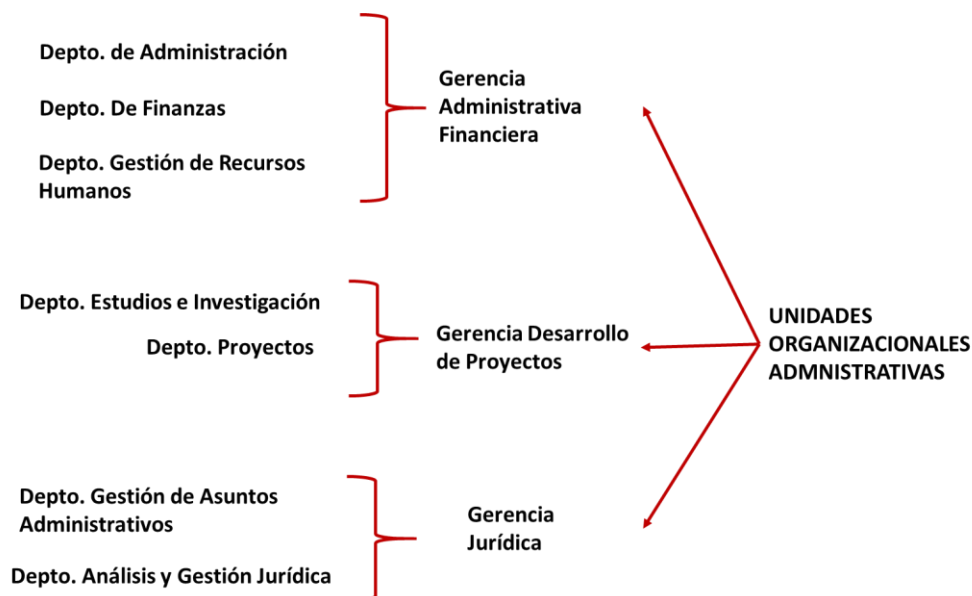 Depto. de Administración
Depto. De Finanzas
Depto. Gestión de Recursos
Humanos
Gerencia
Administrativa
Financiera
Depto. Estudios e Investigación
Depto. Proyectos
Gerencia Desarrollo
de Proyectos
UNIDADES
ORGANIZACIONALES
ADMNISTRATIVAS
Depto. Gestión de Asuntos
Administrativos
Depto. Análisis y Gestión Jurídica
Gerencia
Jurídica